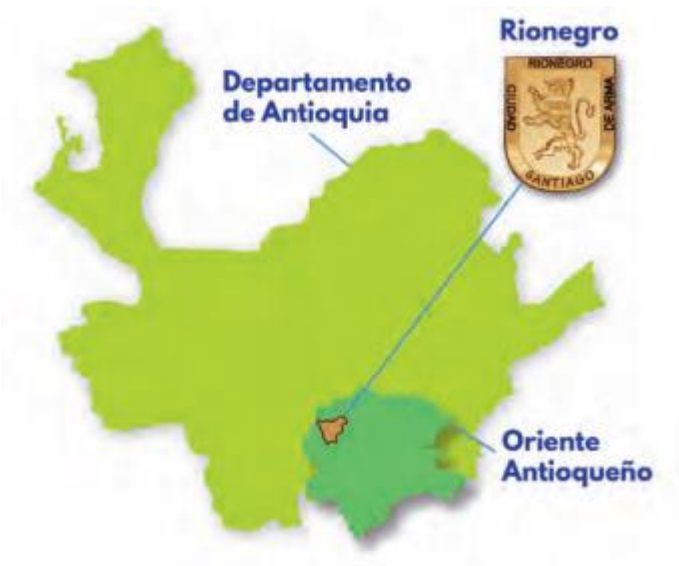 Rionegro
RIONEGRO
CIUDAD
DE ARMA
SANTIAGO
Departamento
de Antioquia
Oriente
Antioqueño